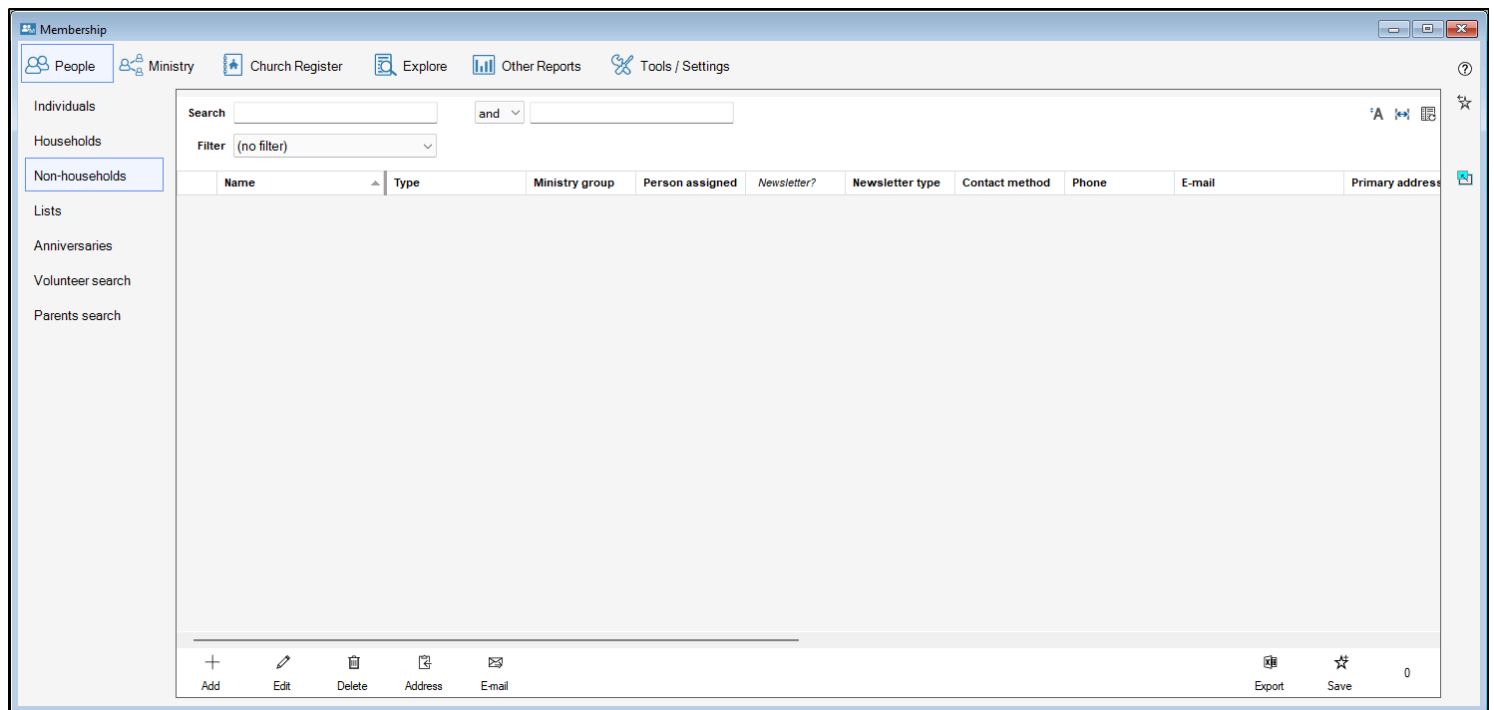 Membership
People Ministry Church Register Explore Other Reports Tools / Settings
Individuals
Households
Non-households
Lists
Anniversaries
Volunteer search
Parents search
Search and
Filter (no filter)
Name Type Ministry group Person assigned Newsletter? Newsletter type Contact method Phone E-mail Primary address
Add Edit Delete Address E-mail Export Save 0